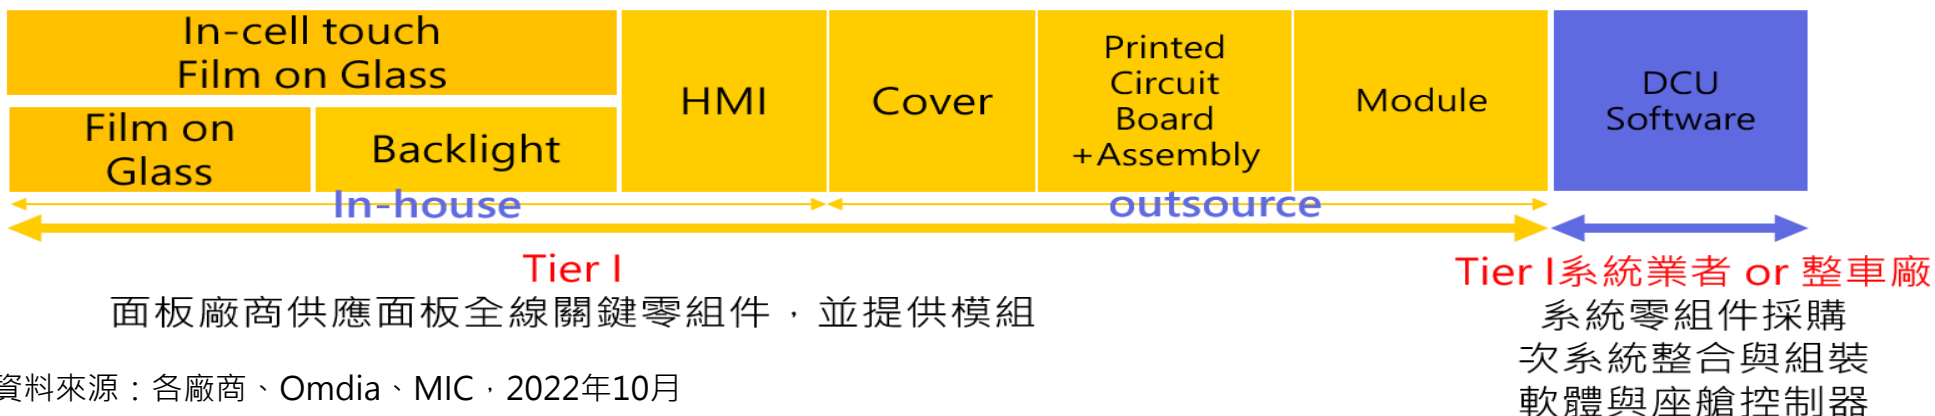 In-cell touch
Film on Glass
Film on
Glass
Backlight
HMI
Cover
Printed
Circuit
Board
+Assembly
Module
DCU
Software
In-house
outsource
Tier I
面板廠商供應面板全線關鍵零組件，並提供模組
Tier I系統業者 or 整車廠
系統零組件採購
次系統整合與組裝
軟體與座艙控制器
資料來源：各廠商、Omdia、MIC，2022年10月